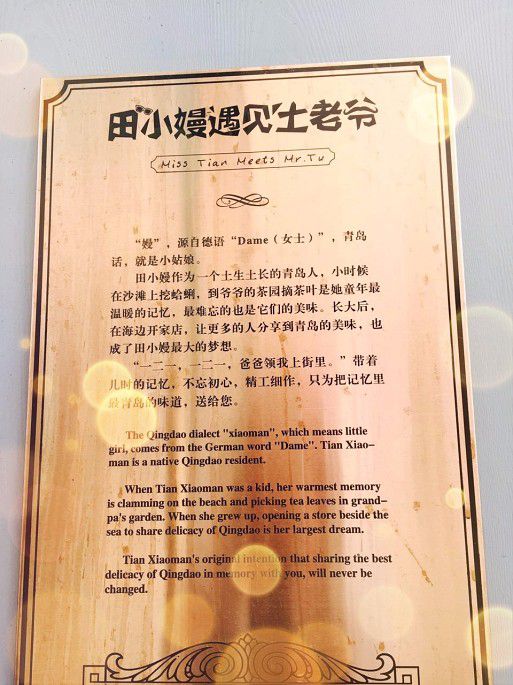 田小嫚遇见土老爷
Miss Tian Meets Mr.Tu
“嫚”，源自德语“Dame（女士）”，青岛
话，就是小姑娘。
田小嫚作为一个土生土长的青岛人，小时候
在沙滩上挖蛤蜊，到爷爷的茶园摘茶叶是她童年最
温暖的记忆，最难忘的也是它们的美味。长大后，
在海边开家店，让更多的人分享到青岛的美味，也
成了田小嫚最大的梦想。
“一二一，一二一，爸爸领我上街里。”带着
儿时的记忆，不忘初心，精工细作，只为把记忆里
最青岛的味道，送给您。
The Qingdao dialect "xiaoman", which means little
girl, comes from the German word "Dame". Tian Xiao-
man is a native Qingdao resident.
When Tian Xiaoman was a kid, her warmest memory
is clamming on the beach and picking tea leaves in grand-
pa's garden. When she grew up, opening a store beside the
sea to share delicacy of Qingdao is her largest dream.
Tian Xiaoman's original intention that sharing the best
delicacy of Qingdao in memory with you, will never be
changed.